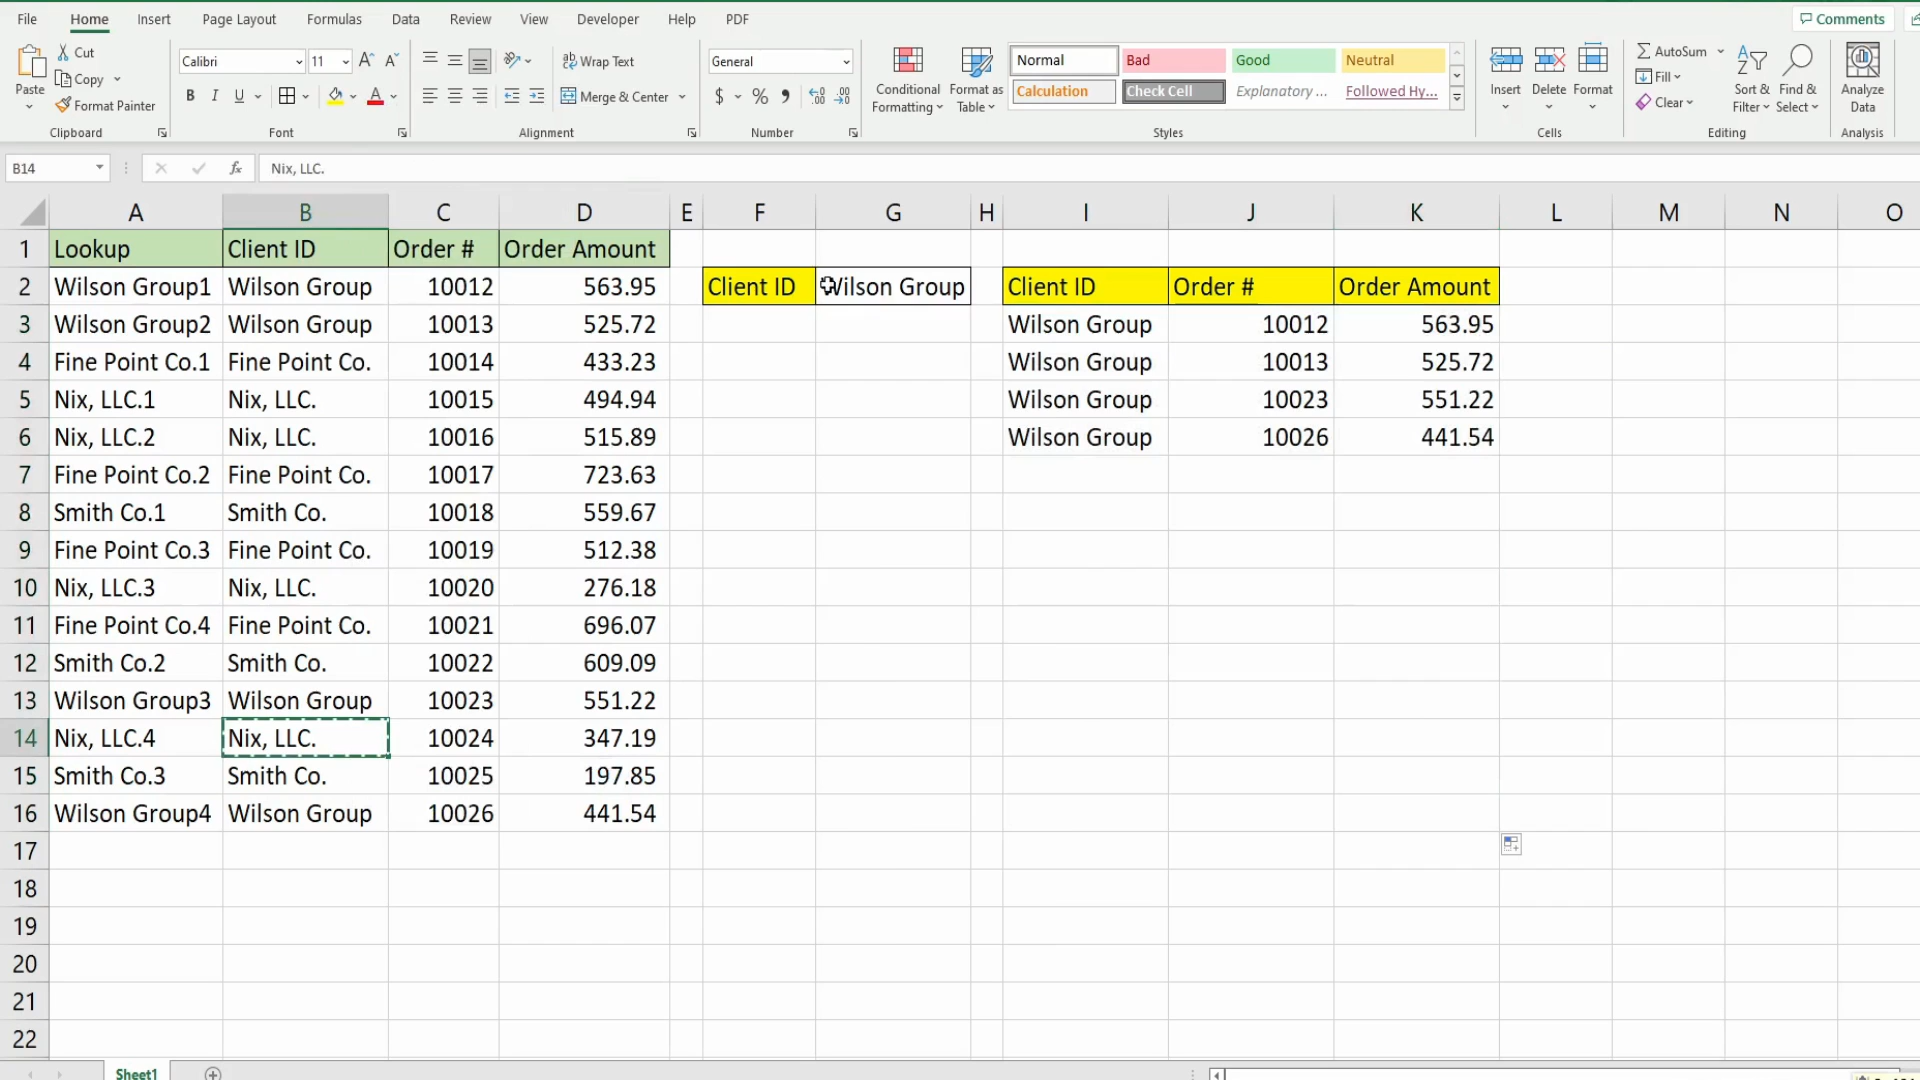 File Home Insert Page Layout Formulas Data Review View Developer Help PDF Comments
Cut
Copy
Format Painter
Paste
Clipboard
Calibri 11
B I U
Font
Wrap Text
Merge & Center
Alignment
General
$ % 9
Number
Conditional Formatting
Format as Table
Normal Bad Good Neutral
Calculation Check Cell Explanatory ... Followed Hy...
Styles
Insert Delete Format
Cells
AutoSum
Fill
Clear
Sort & Filter
Find & Select
Editing
Analyze Data
Analysis
B14 fx Nix, LLC.
A B C D E F G H I J K L M N O
1 Lookup Client ID Order # Order Amount
2 Wilson Group1 Wilson Group 10012 563.95 Client ID Wilson Group Client ID Order # Order Amount
3 Wilson Group2 Wilson Group 10013 525.72 Wilson Group 10012 563.95
4 Fine Point Co.1 Fine Point Co. 10014 433.23 Wilson Group 10013 525.72
5 Nix, LLC.1 Nix, LLC. 10015 494.94 Wilson Group 10023 551.22
6 Nix, LLC.2 Nix, LLC. 10016 515.89 Wilson Group 10026 441.54
7 Fine Point Co.2 Fine Point Co. 10017 723.63
8 Smith Co.1 Smith Co. 10018 559.67
9 Fine Point Co.3 Fine Point Co. 10019 512.38
10 Nix, LLC.3 Nix, LLC. 10020 276.18
11 Fine Point Co.4 Fine Point Co. 10021 696.07
12 Smith Co.2 Smith Co. 10022 609.09
13 Wilson Group3 Wilson Group 10023 551.22
14 Nix, LLC.4 Nix, LLC. 10024 347.19
15 Smith Co.3 Smith Co. 10025 197.85
16 Wilson Group4 Wilson Group 10026 441.54
17
18
19
20
21
22
Sheet1